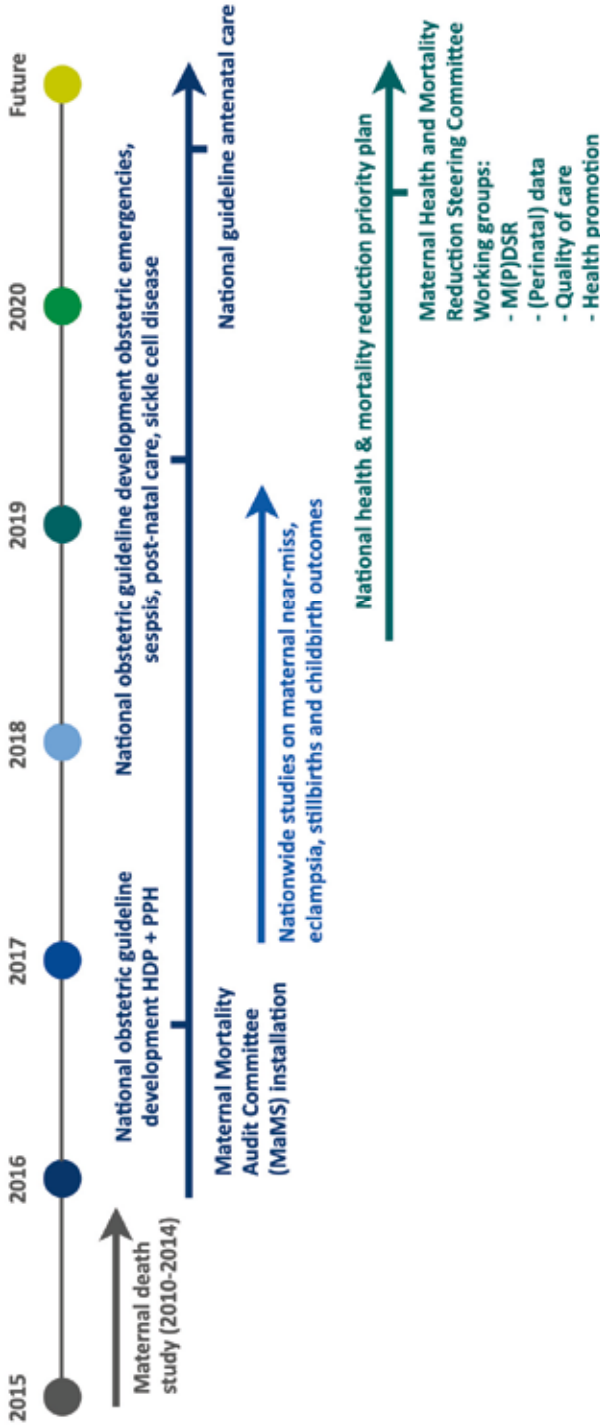 2015
2016
2017
2018
2019
2020
Future
Maternal death
study (2010-2014)
National obstetric guideline
development HDP + PPH
National obstetric guideline development obstetric emergencies,
sespsis, post-natal care, sickle cell disease
Maternal Mortality
Audit Committee
(MaMS) installation
National guideline antenatal care
Nationwide studies on maternal near-miss,
eclampsia, stillbirths and childbirth outcomes
National health & mortality reduction priority plan
Maternal Health and Mortality
Reduction Steering Committee
Working groups:
- M(P)DSR
- (Perinatal) data
- Quality of care
- Health promotion